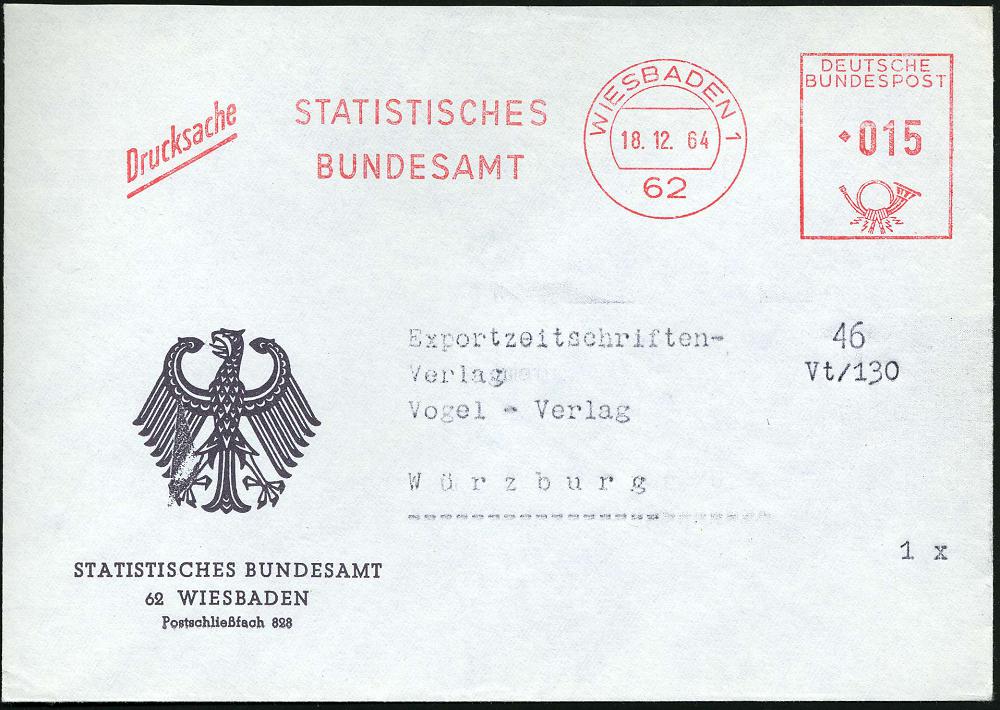 Drucksache
STATISTISCHES
BUNDESAMT
WIESBADEN 1
18. 12. 64
62
DEUTSCHE
BUNDESPOST
015
Exportzeitschriften-
Verlag
Vogel - Verlag
Würzburg
46
Vt/130
1 x
STATISTISCHES BUNDESAMT
62 WIESBADEN
Postschließfach 828